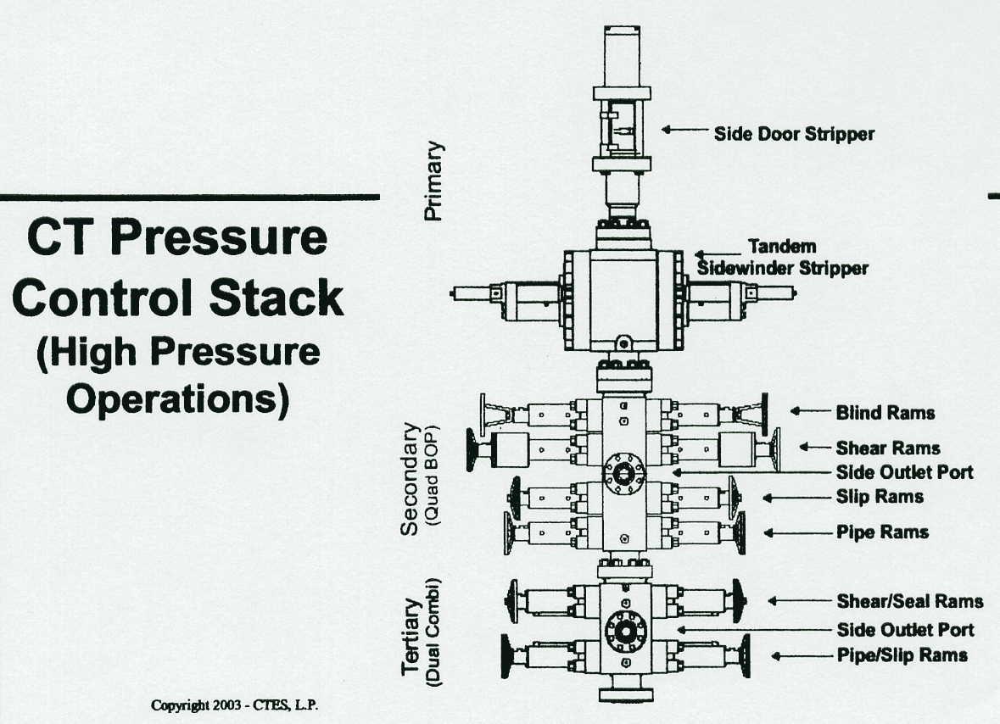 CT Pressure
Control Stack
(High Pressure
Operations)
Primary
Side Door Stripper
Tandem
Sidewinder Stripper
Secondary
(Quad BOP)
Blind Rams
Shear Rams
Side Outlet Port
Slip Rams
Pipe Rams
Tertiary
(Dual Combi)
Shear/Seal Rams
Side Outlet Port
Pipe/Slip Rams
Copyright 2003 - CTES, L.P.